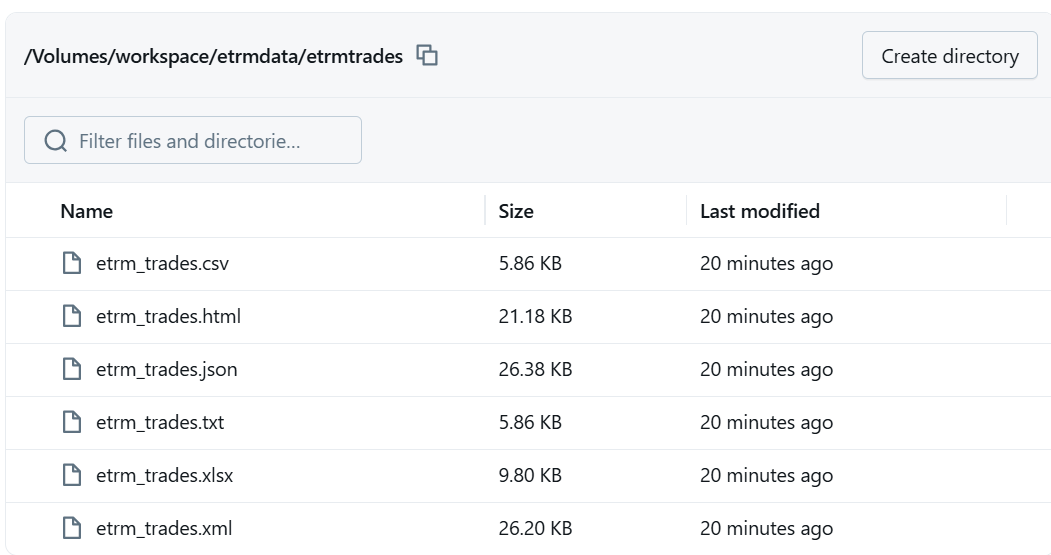 /Volumes/workspace/etrmdata/etrmtrades
Create directory
Filter files and directorie...
Name Size Last modified
etrm_trades.csv 5.86 KB 20 minutes ago
etrm_trades.html 21.18 KB 20 minutes ago
etrm_trades.json 26.38 KB 20 minutes ago
etrm_trades.txt 5.86 KB 20 minutes ago
etrm_trades.xlsx 9.80 KB 20 minutes ago
etrm_trades.xml 26.20 KB 20 minutes ago